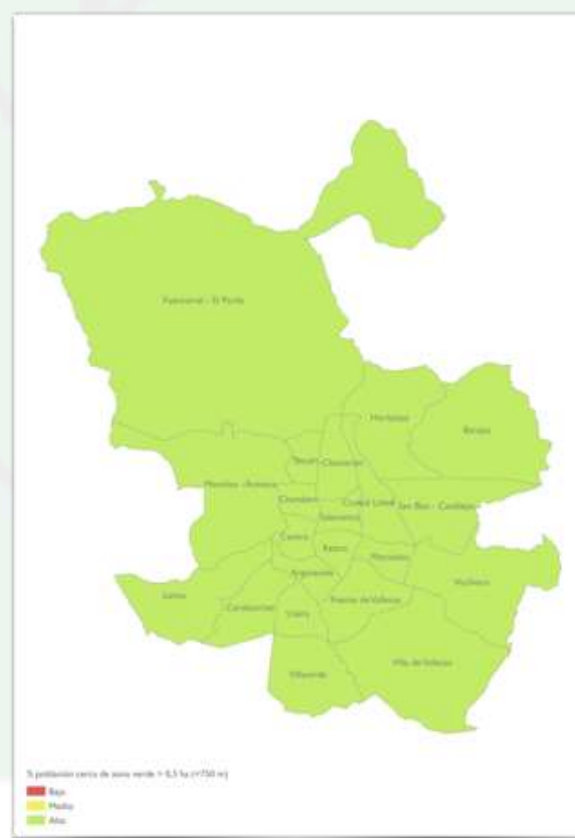 Fuencarral - El Pardo
Hortaleza
Barajas
Tetuán
Chamartín
Moncloa - Aravaca
Chamberí
Ciudad Lineal
San Blas - Canillejas
Salamanca
Centro
Retiro
Moratalaz
Arganzuela
Vicálvaro
Latina
Carabanchel
Usera
Puente de Vallecas
Villa de Vallecas
Villaverde
% población cerca de zona verde > 0,5 ha (<750 m)
Bajo
Medio
Alto